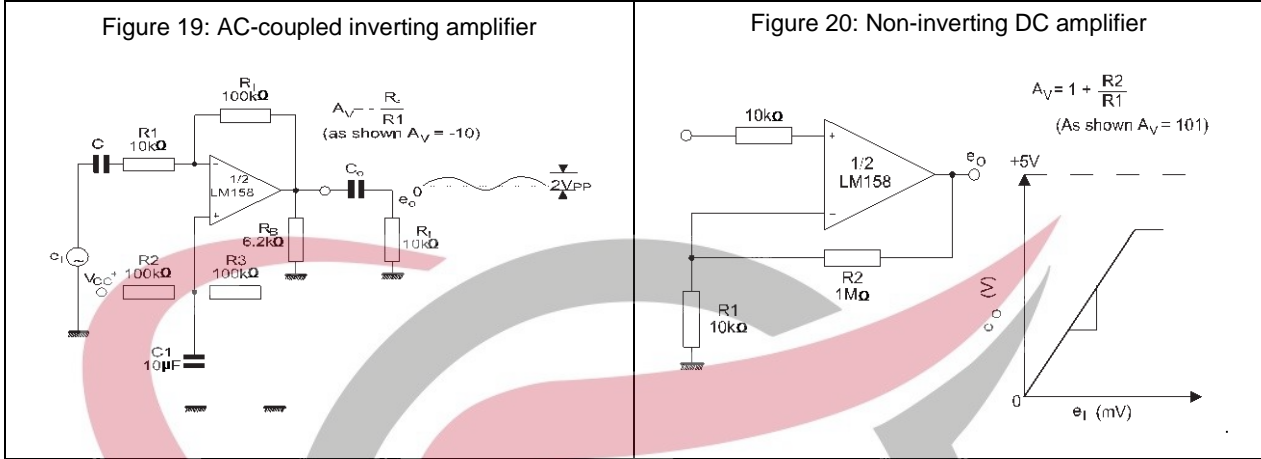 Figure 19: AC-coupled inverting amplifier
Rf
100kΩ
AV = - Rf
R1
(as shown AV = -10)
C
R1
10kΩ
1/2
LM158
Co
eo
0
2VPP
RB
6.2kΩ
RL
10kΩ
eI
VCC+
R2
100kΩ
R3
100kΩ
C1
10µF
Figure 20: Non-inverting DC amplifier
AV = 1 + R2
R1
(As shown AV = 101)
10kΩ
1/2
LM158
eO
+5V
R2
1MΩ
R1
10kΩ
eO (V)
0
eI (mV)